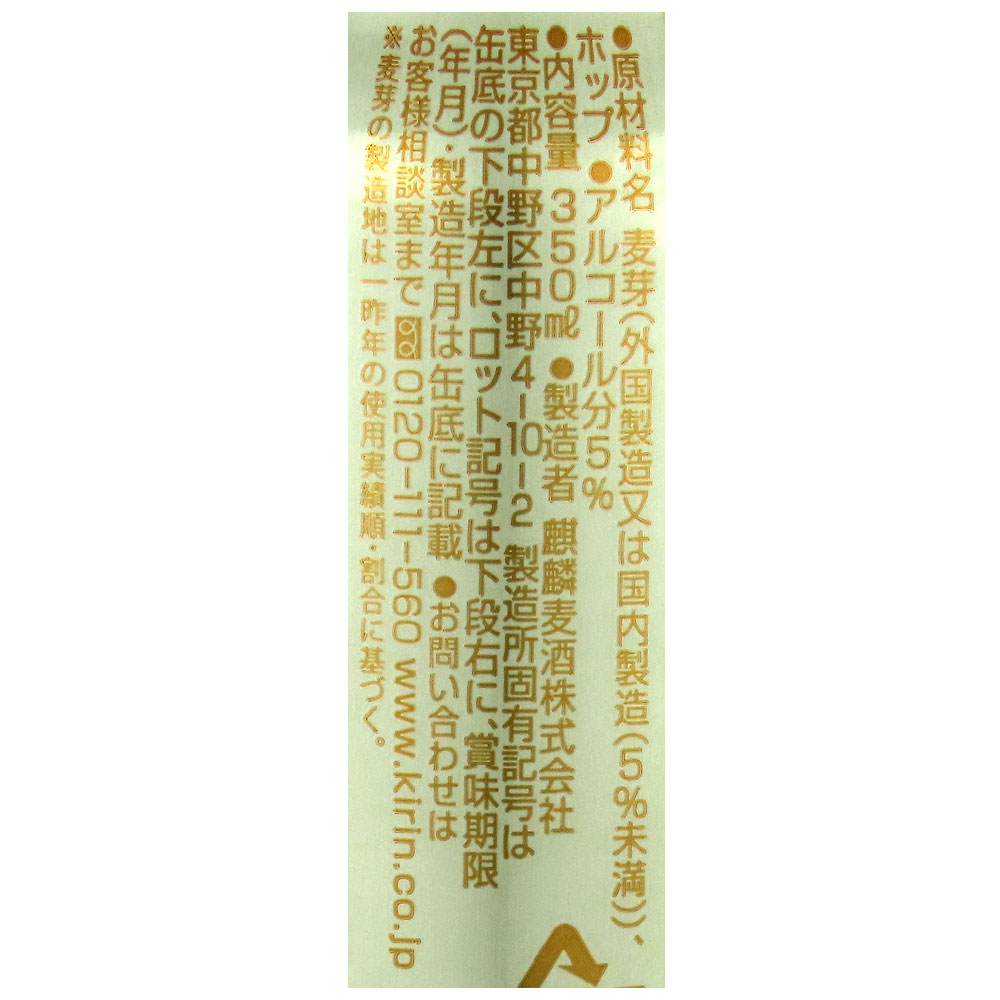 ●原材料名 麦芽(外国製造又は国内製造(5%未満))、
ホップ ●アルコール分5%
●内容量 350㎖ ●製造者 麒麟麦酒株式会社
東京都中野区中野4-10-2 製造所固有記号は
缶底の下段左に、ロット記号は下段右に、賞味期限
(年月)・製造年月は缶底に記載 ●お問い合わせは
お客様相談室まで 0120-111-560 www.kirin.co.jp
※麦芽の製造地は一昨年の使用実績順・割合に基づく。